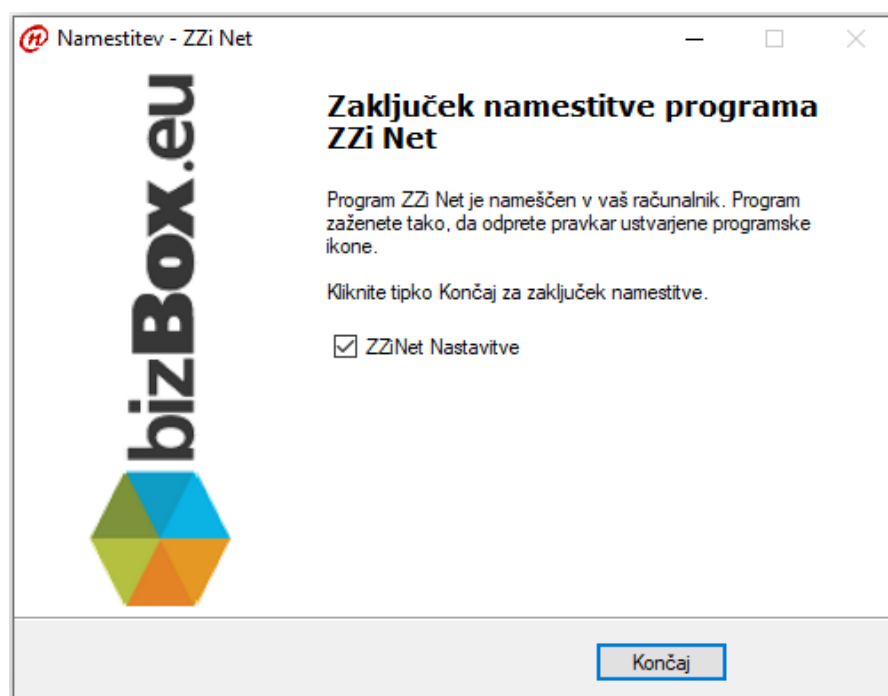 Namestitev - ZZi Net
bizBox.eu
Zaključek namestitve programa
ZZi Net
Program ZZi Net je nameščen v vaš računalnik. Program
zaženete tako, da odprete pravkar ustvarjene programske
ikone.
Kliknite tipko Končaj za zaključek namestitve.
ZZiNet Nastavitve
Končaj